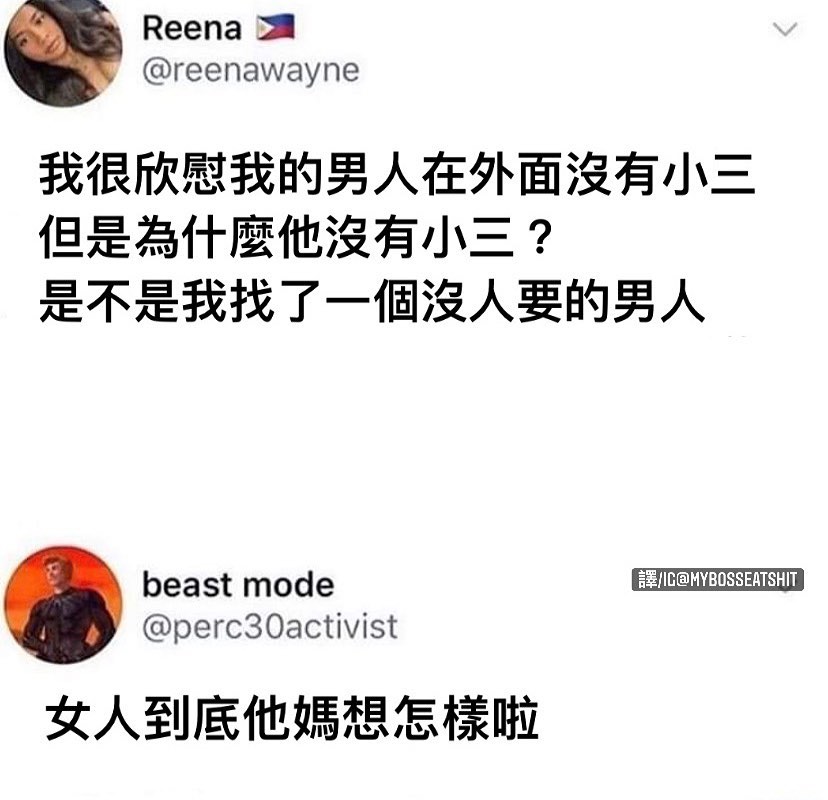 Reena 🇵🇭
@reenawayne
我很欣慰我的男人在外面沒有小三
但是為什麼他沒有小三？
是不是我找了一個沒人要的男人
beast mode
譯/IG@MYBOSSEATSHIT
@perc30activist
女人到底他媽想怎樣啦